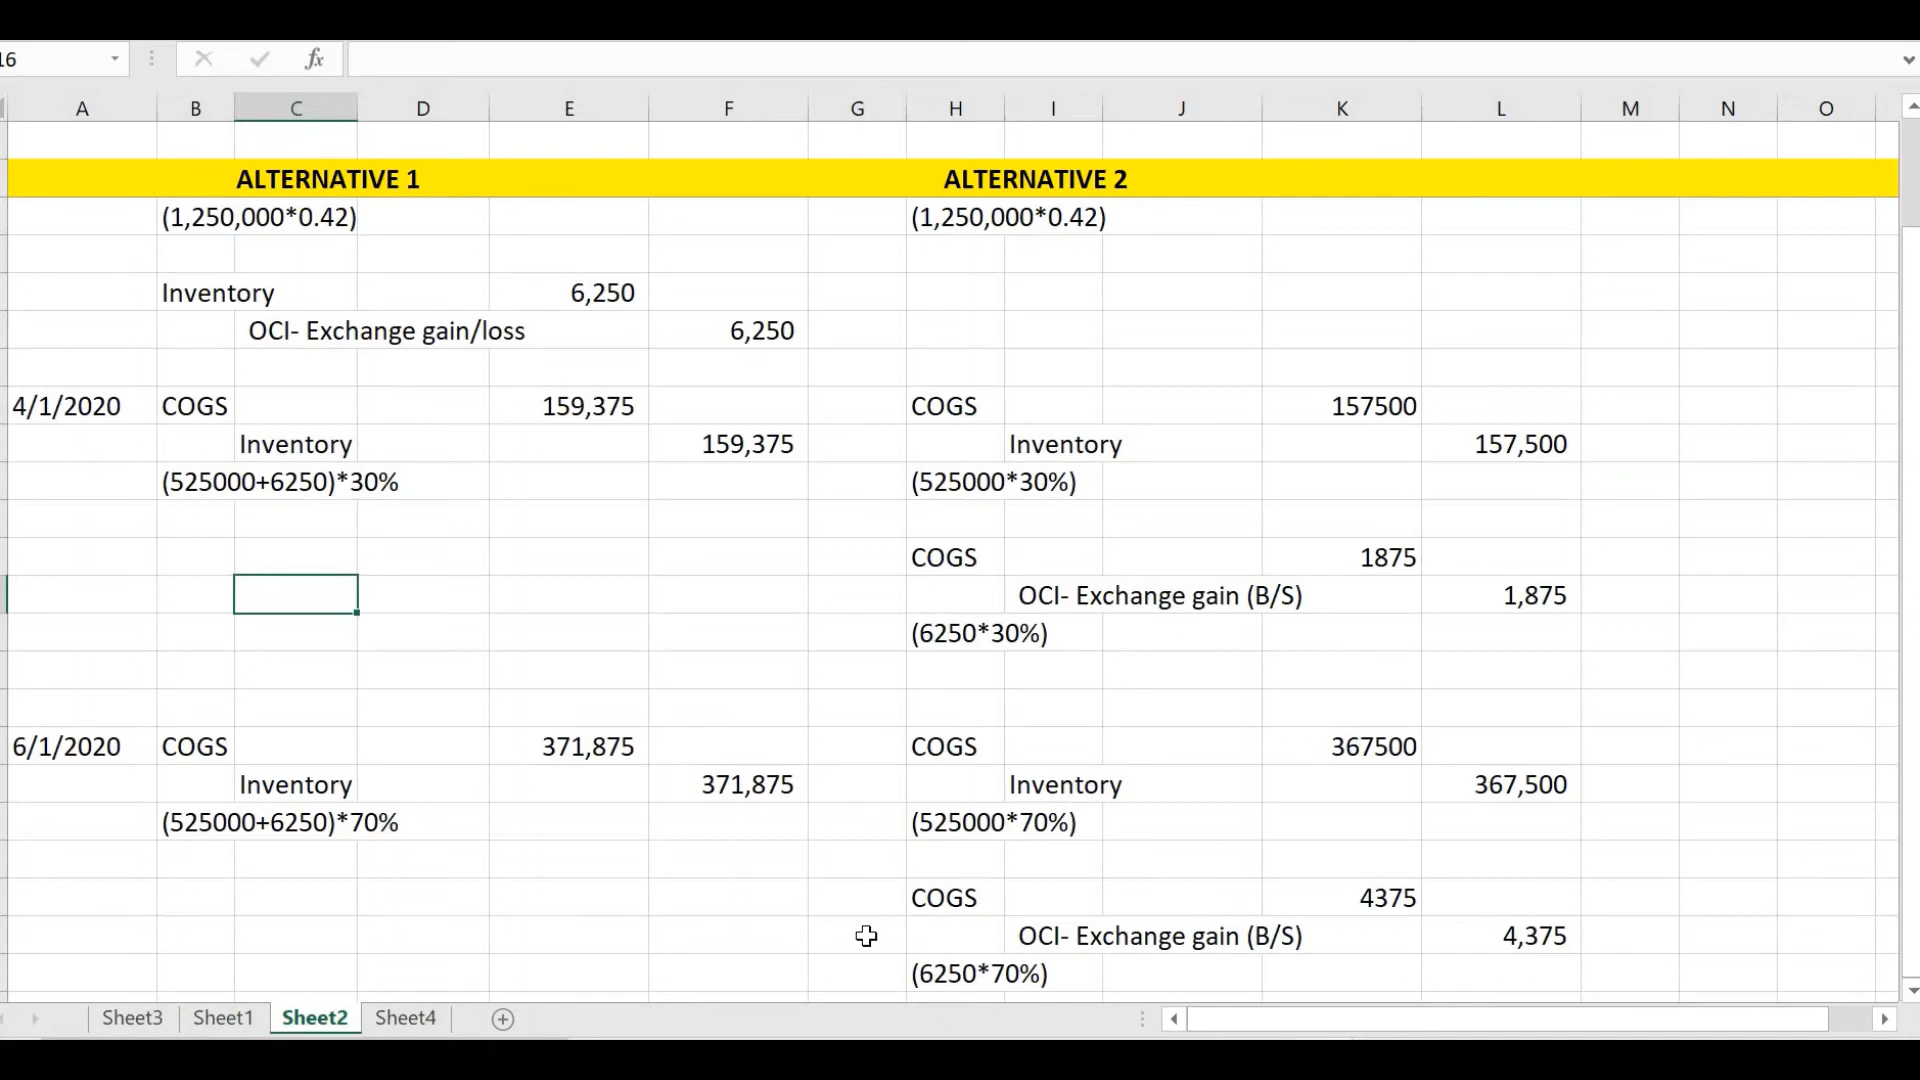 16
fx
A B C D E F G H I J K L M N O
ALTERNATIVE 1 ALTERNATIVE 2
(1,250,000*0.42) (1,250,000*0.42)
Inventory 6,250
OCI- Exchange gain/loss 6,250
4/1/2020 COGS 159,375 COGS 157500
Inventory 159,375 Inventory 157,500
(525000+6250)*30% (525000*30%)
COGS 1875
OCI- Exchange gain (B/S) 1,875
(6250*30%)
6/1/2020 COGS 371,875 COGS 367500
Inventory 371,875 Inventory 367,500
(525000+6250)*70% (525000*70%)
COGS 4375
OCI- Exchange gain (B/S) 4,375
(6250*70%)
Sheet3 Sheet1 Sheet2 Sheet4